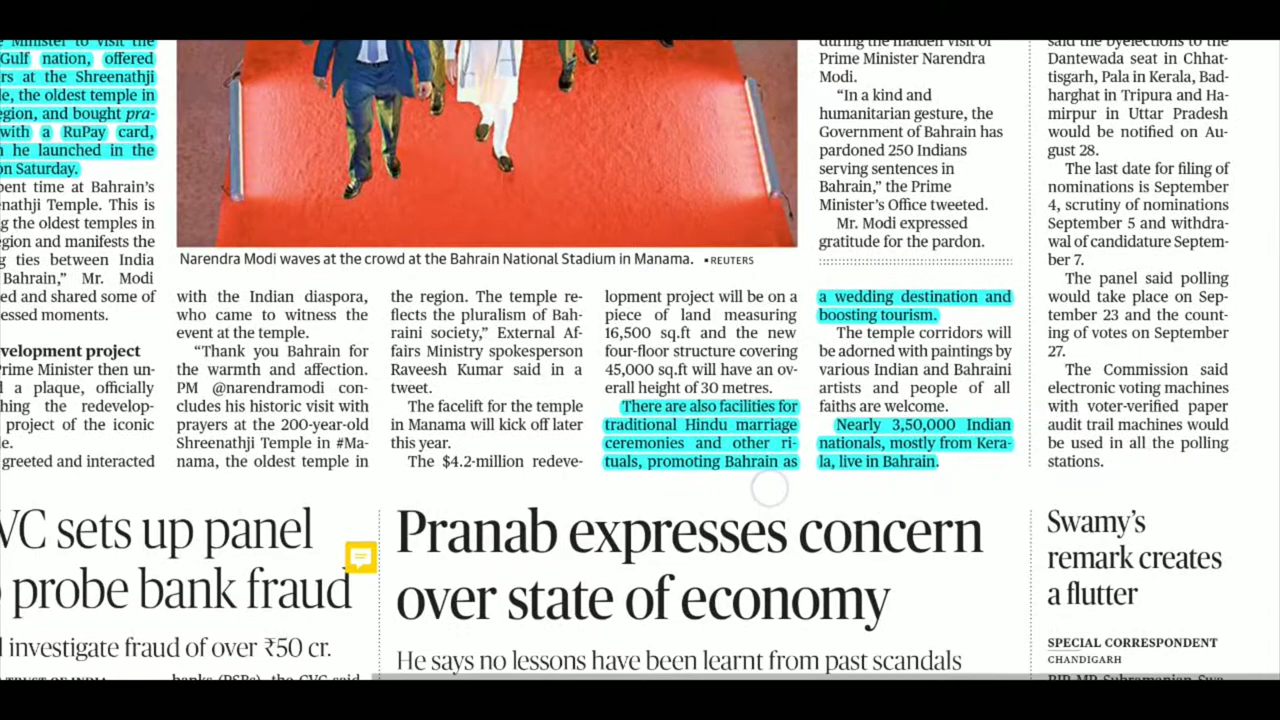 e Minister to visit the
Gulf nation, offered
rs at the Shreenathji
le, the oldest temple in
egion, and bought pra-
with a RuPay card,
h he launched in the
on Saturday.
pent time at Bahrain's
enathji Temple. This is
g the oldest temples in
egion and manifests the
g ties between India
Bahrain,” Mr. Modi
ed and shared some of
essed moments.
velopment project
Prime Minister then un-
d a plaque, officially
hing the redevelop-
project of the iconic
le.
greeted and interacted
Narendra Modi waves at the crowd at the Bahrain National Stadium in Manama. • REUTERS
with the Indian diaspora,
who came to witness the
event at the temple.
“Thank you Bahrain for
the warmth and affection.
PM @narendramodi con-
cludes his historic visit with
prayers at the 200-year-old
Shreenathji Temple in #Ma-
nama, the oldest temple in
the region. The temple re-
flects the pluralism of Bah-
raini society,” External Af-
fairs Ministry spokesperson
Raveesh Kumar said in a
tweet.
The facelift for the temple
in Manama will kick off later
this year.
The $4.2-million redeve-
lopment project will be on a
piece of land measuring
16,500 sq.ft and the new
four-floor structure covering
45,000 sq.ft will have an ov-
erall height of 30 metres.
There are also facilities for
traditional Hindu marriage
ceremonies and other ri-
tuals, promoting Bahrain as
a wedding destination and
boosting tourism.
The temple corridors will
be adorned with paintings by
various Indian and Bahraini
artists and people of all
faiths are welcome.
Nearly 3,50,000 Indian
nationals, mostly from Kera-
la, live in Bahrain.
during the maiden visit of
Prime Minister Narendra
Modi.
“In a kind and
humanitarian gesture, the
Government of Bahrain has
pardoned 250 Indians
serving sentences in
Bahrain,” the Prime
Minister's Office tweeted.
Mr. Modi expressed
gratitude for the pardon.
said the byelections to the
Dantewada seat in Chhat-
tisgarh, Pala in Kerala, Bad-
harghat in Tripura and Ha-
mirpur in Uttar Pradesh
would be notified on Au-
gust 28.
The last date for filing of
nominations is September
4, scrutiny of nominations
September 5 and withdra-
wal of candidature Septem-
ber 7.
The panel said polling
would take place on Sep-
tember 23 and the count-
ing of votes on September
27.
The Commission said
electronic voting machines
with voter-verified paper
audit trail machines would
be used in all the polling
stations.
VC sets up panel
probe bank fraud
investigate fraud of over ₹50 cr.
banks (PSBs), the CVC said
Pranab expresses concern
over state of economy
He says no lessons have been learnt from past scandals
Swamy's
remark creates
a flutter
SPECIAL CORRESPONDENT
CHANDIGARH
BJP MP Subramanian Swa-